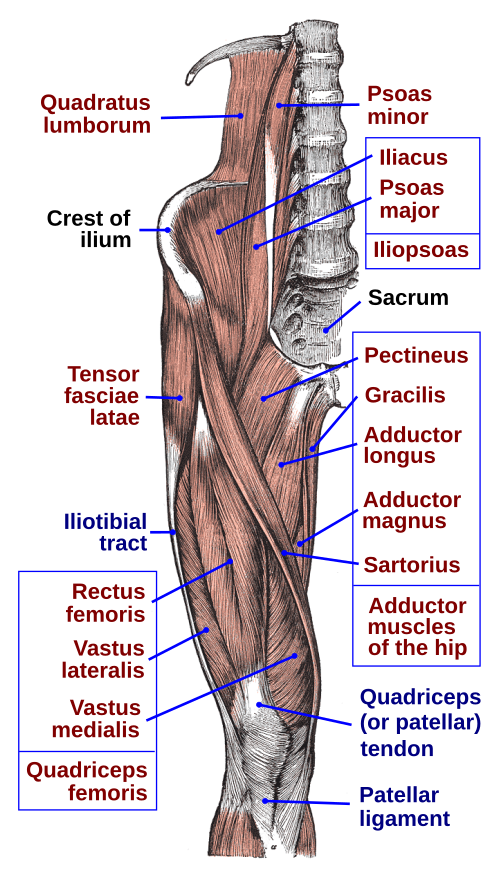 Quadratus
lumborum
Psoas
minor
Iliacus
Psoas
major
Iliopsoas
Crest of
ilium
Sacrum
Tensor
fasciae
latae
Pectineus
Gracilis
Adductor
longus
Adductor
magnus
Sartorius
Adductor
muscles
of the hip
Iliotibial
tract
Rectus
femoris
Vastus
lateralis
Vastus
medialis
Quadriceps
femoris
Quadriceps
(or patellar)
tendon
Patellar
ligament
a